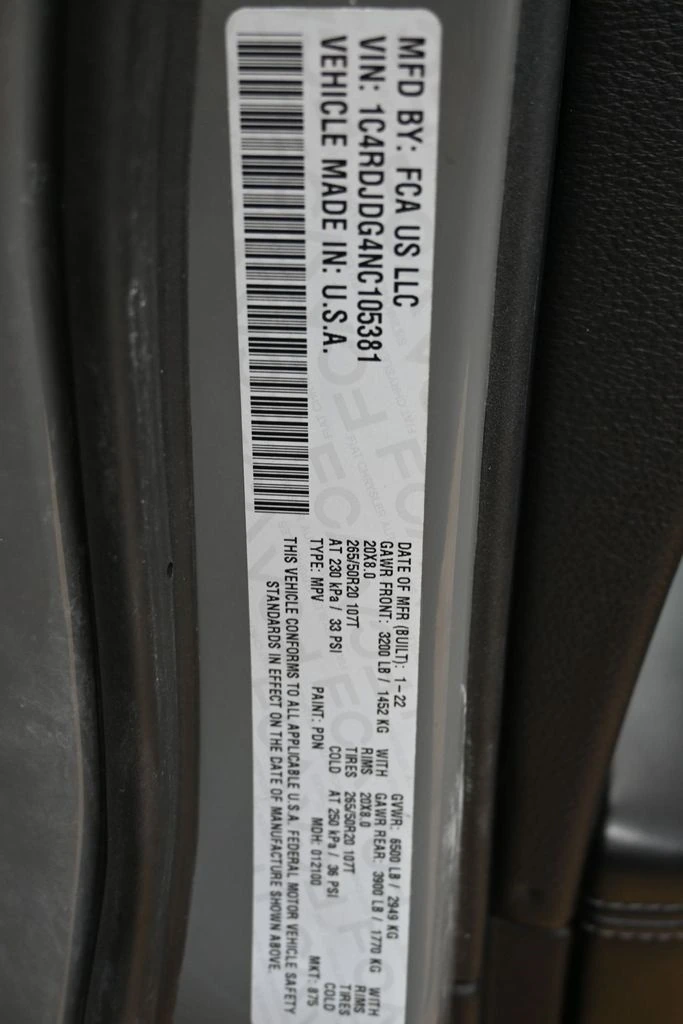 MFD BY: FCA US LLC
VIN: 1C4RDJDG4NC105381
VEHICLE MADE IN: U.S.A.
DATE OF MFR (BUILT): 1-22 GVWR: 6500 LB / 2949 KG
GAWR FRONT: 3200 LB / 1452 KG WITH GAWR REAR: 3900 LB / 1770 KG WITH
20X8.0 RIMS 20X8.0 RIMS
265/50R20 107T TIRES 265/50R20 107T TIRES
AT 230 kPa / 33 PSI COLD AT 250 kPa / 36 PSI COLD
TYPE: MPV PAINT: PDN MDH: 012100 MKT: 875
THIS VEHICLE CONFORMS TO ALL APPLICABLE U.S.A. FEDERAL MOTOR VEHICLE SAFETY
STANDARDS IN EFFECT ON THE DATE OF MANUFACTURE SHOWN ABOVE.